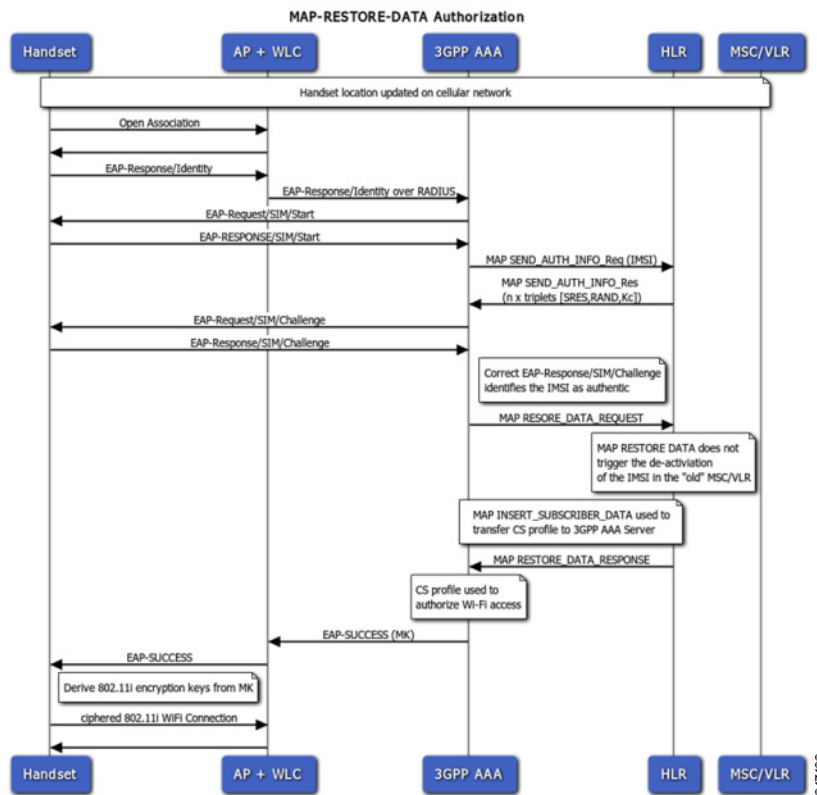 MAP-RESTORE-DATA Authorization
Handset
AP + WLC
3GPP AAA
HLR
MSC/VLR
Handset location updated on cellular network
Open Association
EAP-Response/Identity
EAP-Response/Identity over RADIUS
EAP-Request/SIM/Start
EAP-RESPONSE/SIM/Start
MAP SEND_AUTH_INFO_Req (IMSI)
MAP SEND_AUTH_INFO_Res
(n x triplets [SRES,RAND,Kc])
EAP-Request/SIM/Challenge
EAP-Response/SIM/Challenge
Correct EAP-Response/SIM/Challenge
identifies the IMSI as authentic
MAP RESORE_DATA_REQUEST
MAP RESTORE DATA does not
trigger the de-activiation
of the IMSI in the "old" MSC/VLR
MAP INSERT_SUBSCRIBER_DATA used to
transfer CS profile to 3GPP AAA Server
MAP RESTORE_DATA_RESPONSE
CS profile used to
authorize Wi-Fi access
EAP-SUCCESS (MK)
EAP-SUCCESS
Derive 802.11i encryption keys from MK
ciphered 802.11i WiFi Connection
Handset
AP + WLC
3GPP AAA
HLR
MSC/VLR